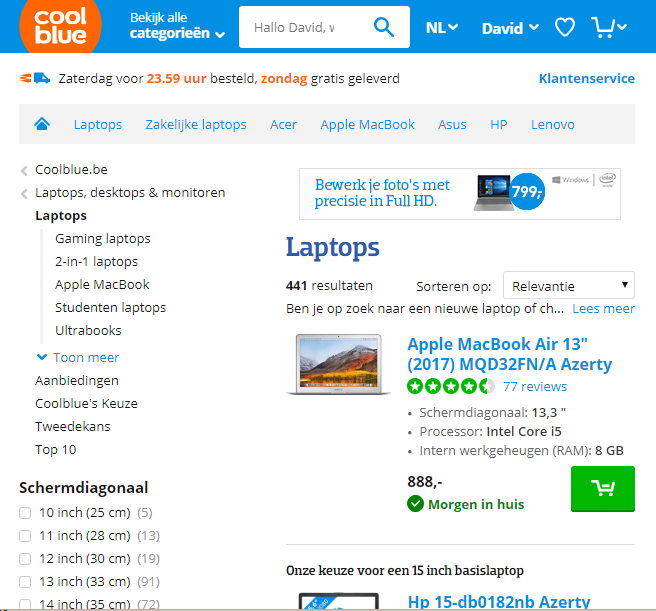 cool
blue
Bekijk alle
categorieën
Hallo David, v
NL
David
Zaterdag voor 23.59 uur besteld, zondag gratis geleverd
Klantenservice
Laptops
Zakelijke laptops
Acer
Apple MacBook
Asus
HP
Lenovo
Coolblue.be
Laptops, desktops & monitoren
Laptops
Gaming laptops
2-in-1 laptops
Apple MacBook
Studenten laptops
Ultrabooks
Toon meer
Aanbiedingen
Coolblue's Keuze
Tweedekans
Top 10
Schermdiagonaal
10 inch (25 cm) (5)
11 inch (28 cm) (13)
12 inch (30 cm) (19)
13 inch (33 cm) (91)
14 inch (35 cm) (72)
Bewerk je foto's met
precisie in Full HD.
799,-
Windows
intel
Laptops
441 resultaten
Sorteren op:
Relevantie
Ben je op zoek naar een nieuwe laptop of ch... Lees meer
Apple MacBook Air 13"
(2017) MQD32FN/A Azerty
77 reviews
• Schermdiagonaal: 13,3 "
• Processor: Intel Core i5
• Intern werkgeheugen (RAM): 8 GB
888,-
Morgen in huis
Onze keuze voor een 15 inch basislaptop
Hp 15-db0182nb Azerty